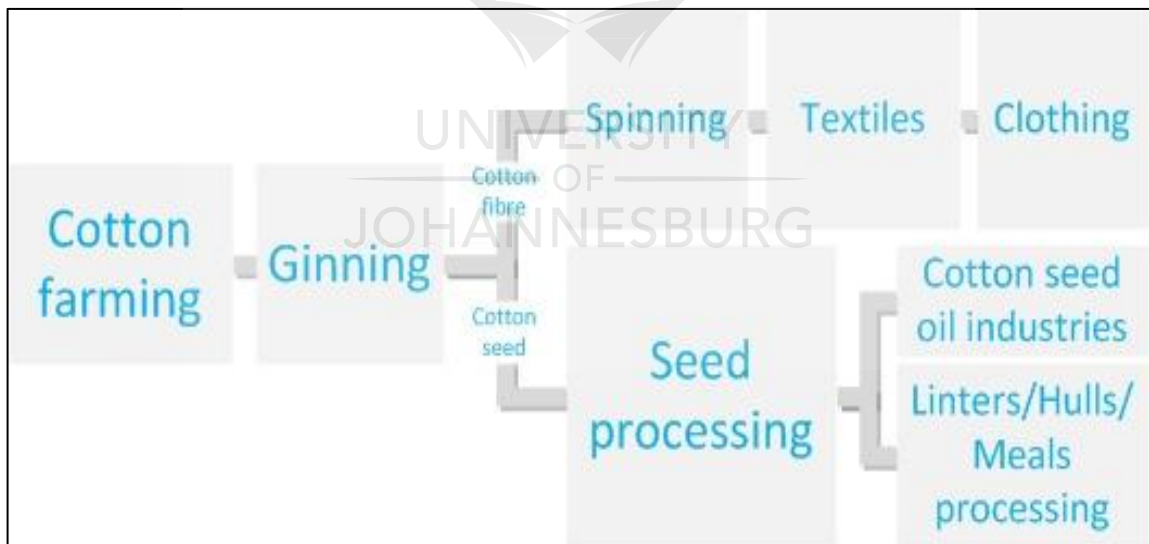 Cotton
farming
Ginning
Cotton
fibre
Cotton
seed
Spinning
Textiles
Clothing
Seed
processing
Cotton seed
oil industries
Linters/Hulls/
Meals
processing
UNIVERSITY
OF
JOHANNESBURG